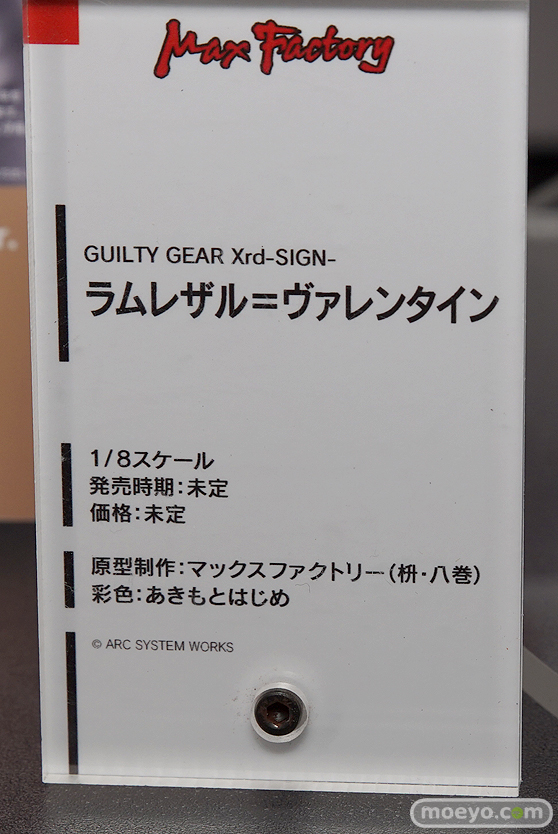 Max Factory
GUILTY GEAR Xrd-SIGN-
ラムレザル=ヴァレンタイン
1/8スケール
発売時期:未定
価格:未定
原型制作:マックスファクトリー(枡・八巻)
彩色:あきもとはじめ
© ARC SYSTEM WORKS
moeyo.com